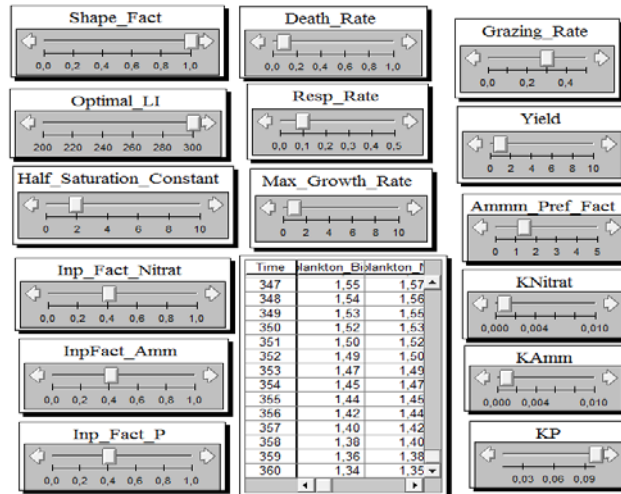 Shape_Fact
0,0 0,2 0,4 0,6 0,8 1,0
Optimal_LI
200 220 240 260 280 300
Half_Saturation_Constant
0 2 4 6 8 10
Inp_Fact_Nitrat
0,0 0,2 0,4 0,6 0,8 1,0
InpFact_Amm
0,0 0,2 0,4 0,6 0,8 1,0
Inp_Fact_P
0,0 0,2 0,4 0,6 0,8 1,0
Death_Rate
0,0 0,2 0,4 0,6 0,8 1,0
Resp_Rate
0,0 0,1 0,2 0,3 0,4 0,5
Max_Growth_Rate
0 2 4 6 8 10
Time plankton_Bi plankton_N
347 1,55 1,57
348 1,54 1,56
349 1,53 1,55
350 1,52 1,53
351 1,50 1,52
352 1,49 1,50
353 1,47 1,49
354 1,45 1,47
355 1,44 1,45
356 1,42 1,44
357 1,40 1,42
358 1,38 1,40
359 1,36 1,38
360 1,34 1,35
Grazing_Rate
0,0 0,2 0,4
Yield
0 2 4 6 8 10
Ammm_Pref_Fact
0 1 2 3 4 5
KNitrat
0,000 0,004 0,010
KAmm
0,000 0,004 0,010
KP
0,03 0,06 0,09